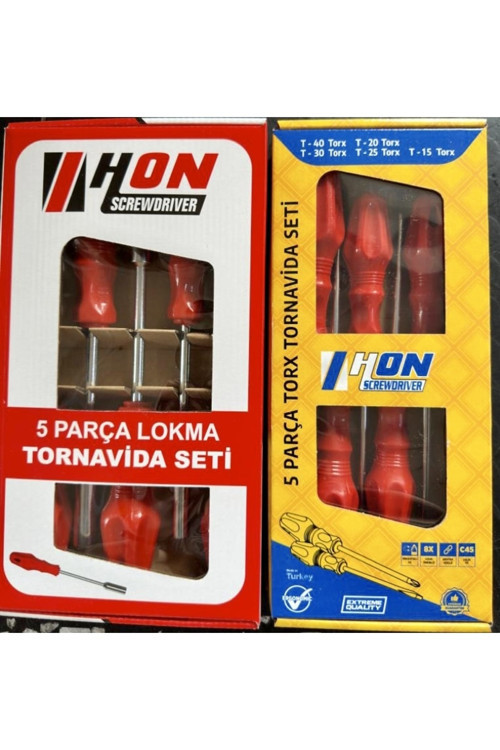 HON
SCREWDRIVER
5 PARÇA LOKMA
TORNAVİDA SETİ
T - 40 Torx T - 20 Torx
T - 30 Torx T - 25 Torx T - 15 Torx
5 PARÇA TORX TORNAVİDA SETİ
HON
SCREWDRIVER
Made in
Turkey
ERGONOMIC
EXTREME
QUALITY
8X
C45